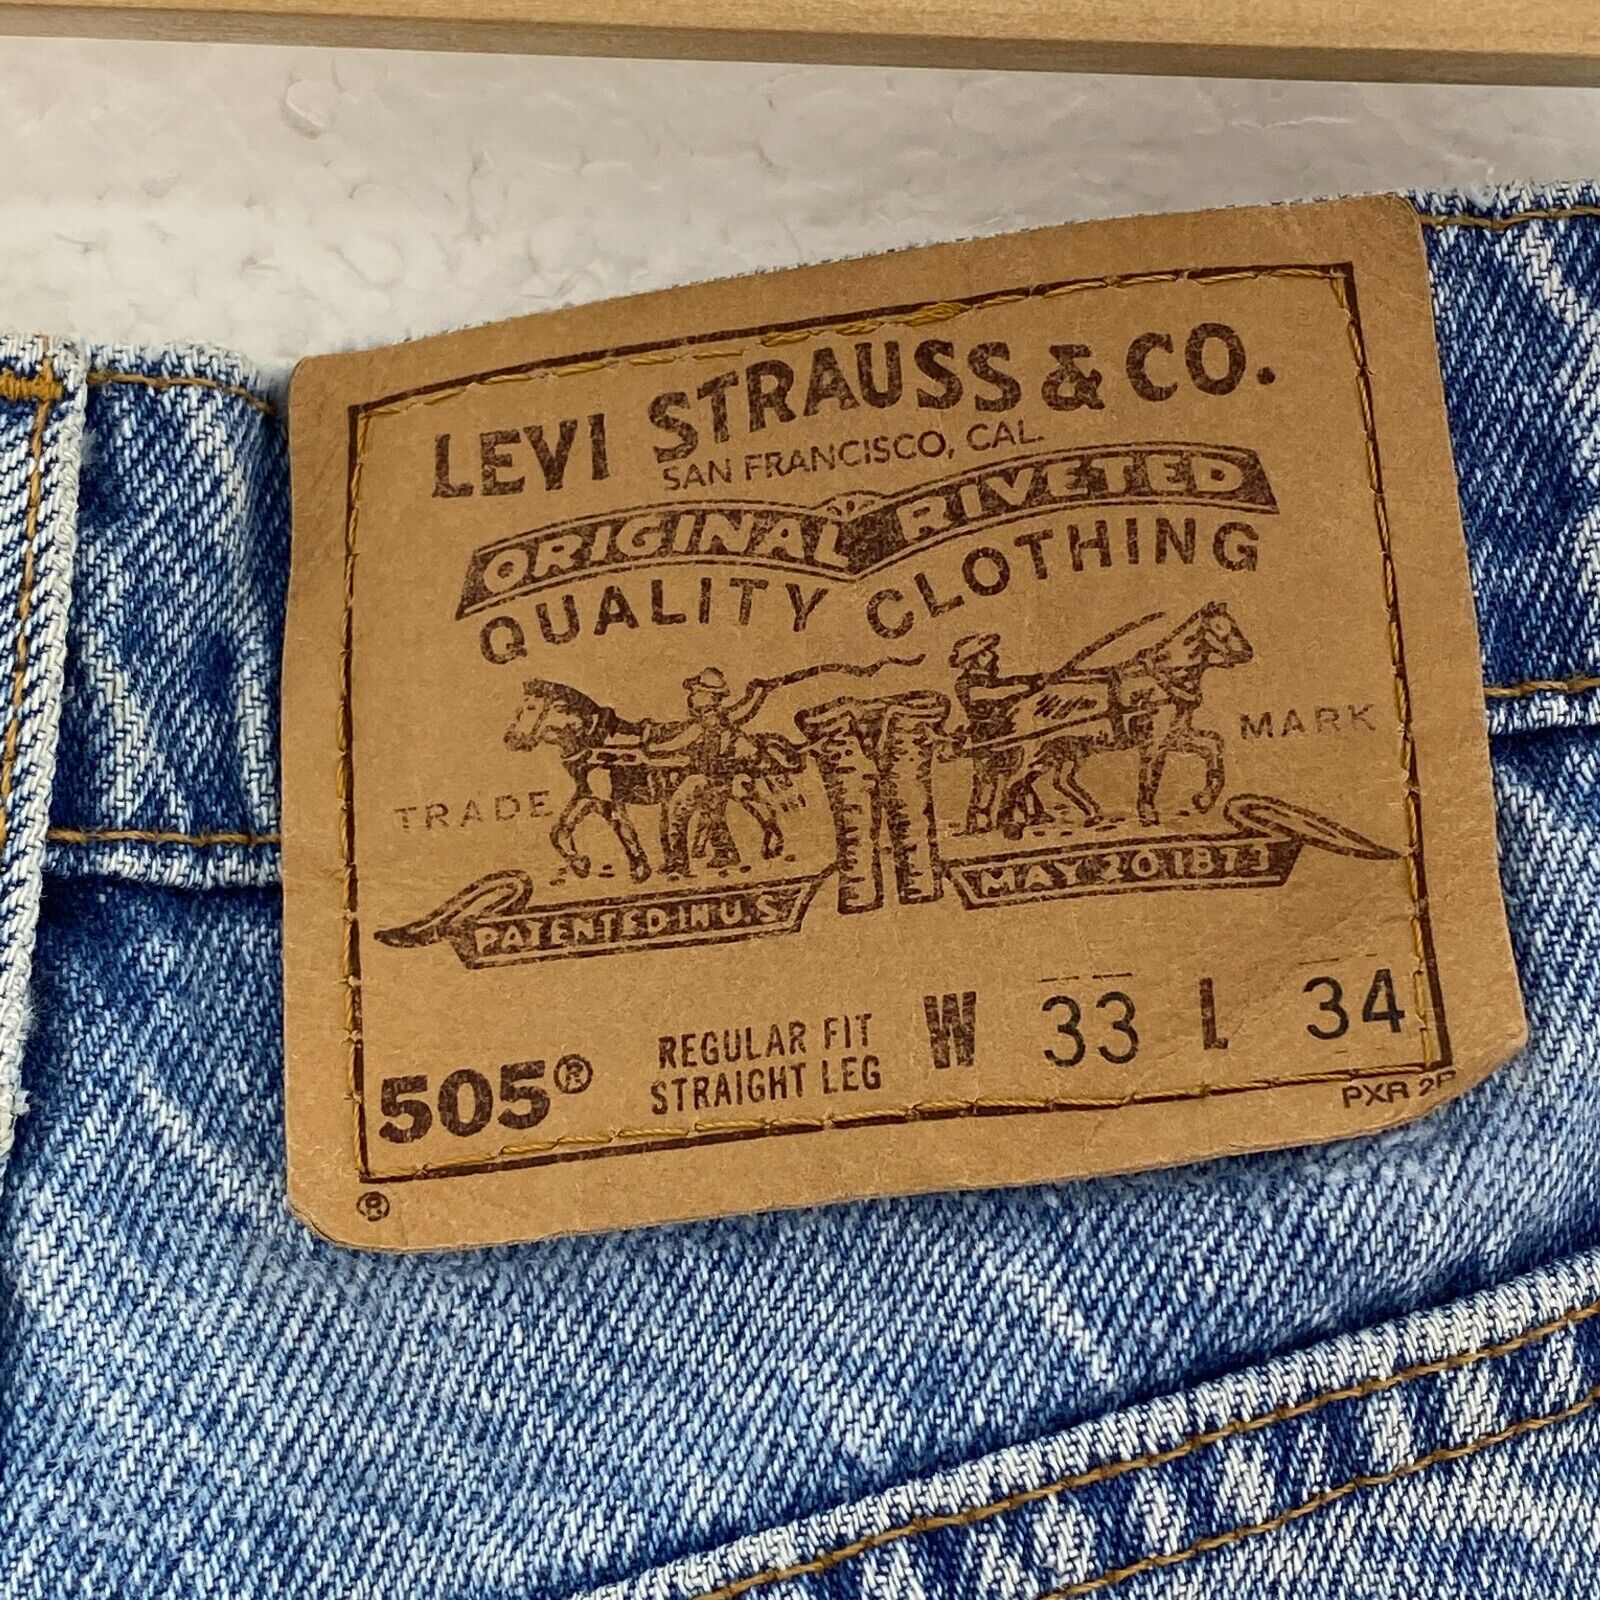 LEVI STRAUSS & CO.
SAN FRANCISCO, CAL.
ORIGINAL RIVETED
QUALITY CLOTHING
TRADE MARK
PATENTED IN U.S. MAY 20 1873
505® REGULAR FIT STRAIGHT LEG W 33 L 34
PXR
®